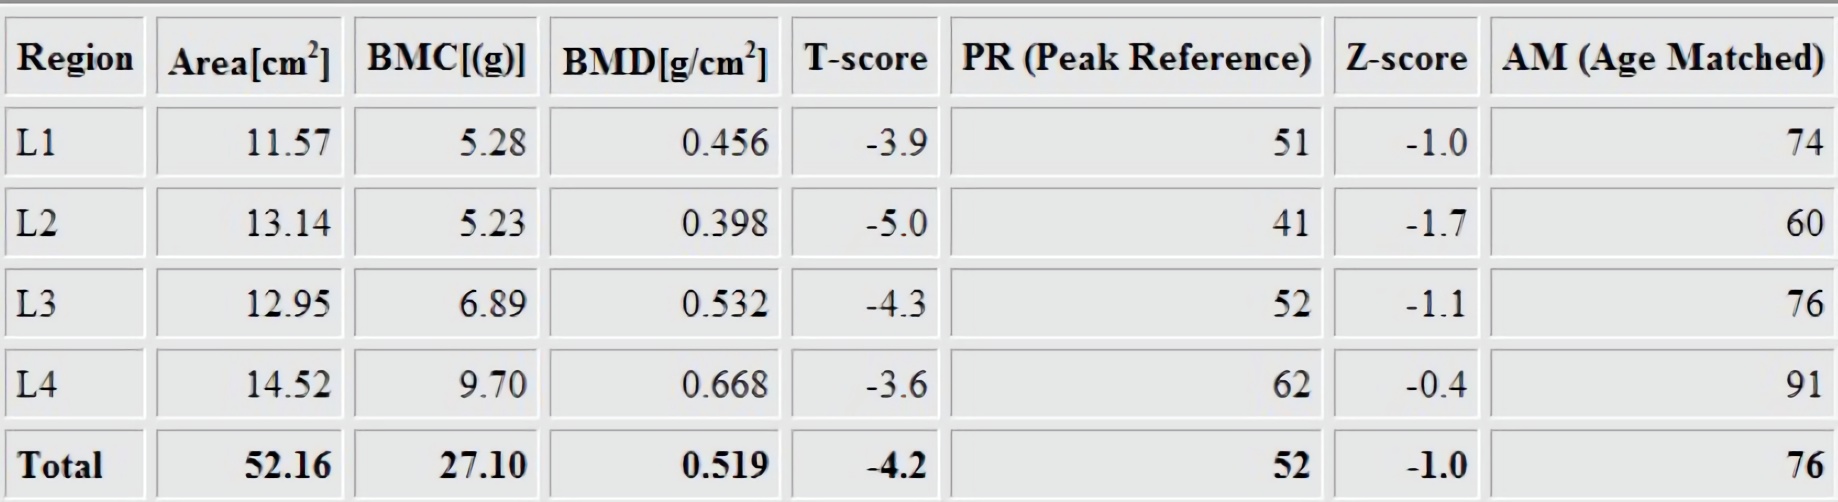 Region Area[cm²] BMC[(g)] BMD[g/cm²] T-score PR (Peak Reference) Z-score AM (Age Matched)
L1 11.57 5.28 0.456 -3.9 51 -1.0 74
L2 13.14 5.23 0.398 -5.0 41 -1.7 60
L3 12.95 6.89 0.532 -4.3 52 -1.1 76
L4 14.52 9.70 0.668 -3.6 62 -0.4 91
Total 52.16 27.10 0.519 -4.2 52 -1.0 76